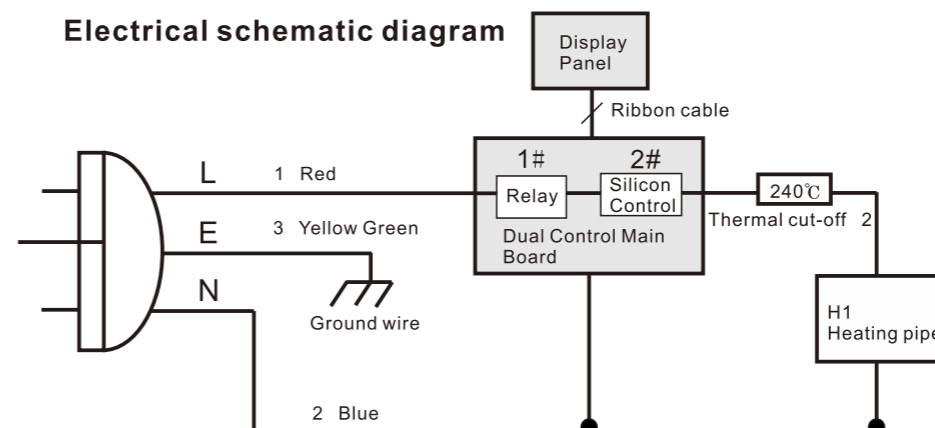 Electrical schematic diagram
Display
Panel
Ribbon cable
L
1 Red
1#
2#
Relay
Silicon
Control
240℃
Thermal cut-off 2
E
3 Yellow Green
Dual Control Main
Board
N
Ground wire
H1
Heating pipe
2 Blue